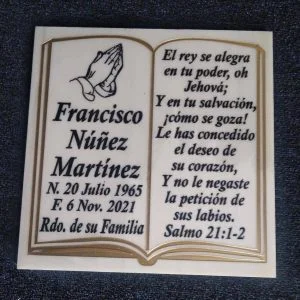 Francisco
Núñez
Martínez
N. 20 Julio 1965
F. 6 Nov. 2021
Rdo. de su Familia
El rey se alegra
en tu poder, oh
Jehová;
Y en tu salvación,
¡cómo se goza!
Le has concedido
el deseo de
su corazón,
Y no le negaste
la petición de
sus labios.
Salmo 21:1-2